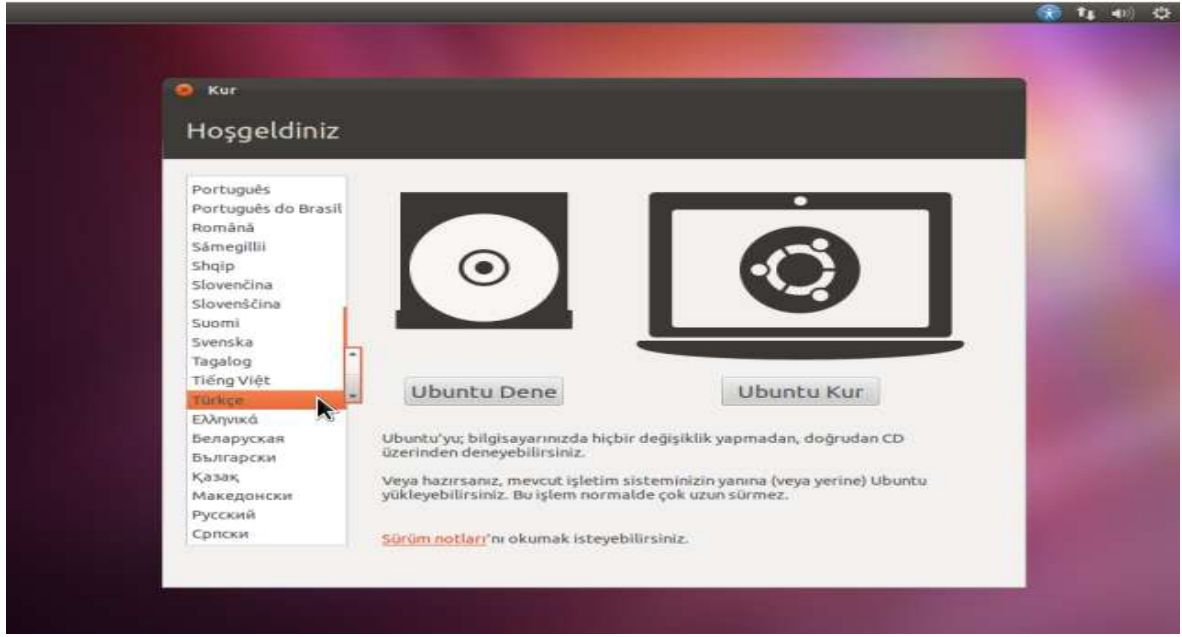 Kur
Hoşgeldiniz
Português
Português do Brasil
Română
Sámegillii
Shqip
Slovenčina
Slovenščina
Suomi
Svenska
Tagalog
Tiếng Việt
Türkçe
Ελληνικά
Беларуская
Български
Қазақ
Македонски
Русский
Српски
Ubuntu Dene
Ubuntu Kur
Ubuntu'yu; bilgisayarınızda hiçbir değişiklik yapmadan, doğrudan CD
üzerinden deneyebilirsiniz.
Veya hazırsanız, mevcut işletim sisteminizin yanına (veya yerine) Ubuntu
yükleyebilirsiniz. Bu işlem normalde çok uzun sürmez.
Sürüm notları'nı okumak isteyebilirsiniz.